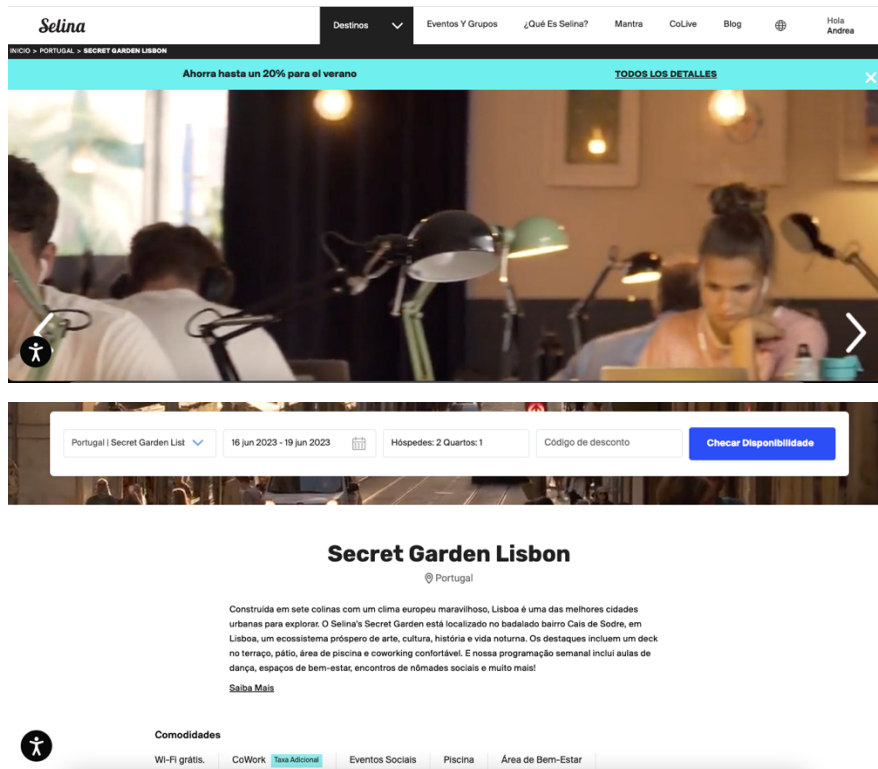 Selina
Destinos
Eventos Y Grupos
¿Qué Es Selina?
Mantra
CoLive
Blog
Hola
Andrea
INICIO > PORTUGAL > SECRET GARDEN LISBON
Ahorra hasta un 20% para el verano
TODOS LOS DETALLES
Portugal | Secret Garden List
16 jun 2023 - 19 jun 2023
Hóspedes: 2 Quartos: 1
Código de desconto
Checar Disponibilidade
Secret Garden Lisbon
Portugal
Construída em sete colinas com um clima europeu maravilhoso, Lisboa é uma das melhores cidades
urbanas para explorar. O Selina's Secret Garden está localizado no badalado bairro Cais de Sodre, em
Lisboa, um ecossistema próspero de arte, cultura, história e vida noturna. Os destaques incluem um deck
no terraço, pátio, área de piscina e coworking confortável. E nossa programação semanal inclui aulas de
dança, espaços de bem-estar, encontros de nômades sociais e muito mais!
Saiba Mais
Comodidades
Wi-Fi grátis.
CoWork
Taxa Adicional
Eventos Sociais
Piscina
Área de Bem-Estar